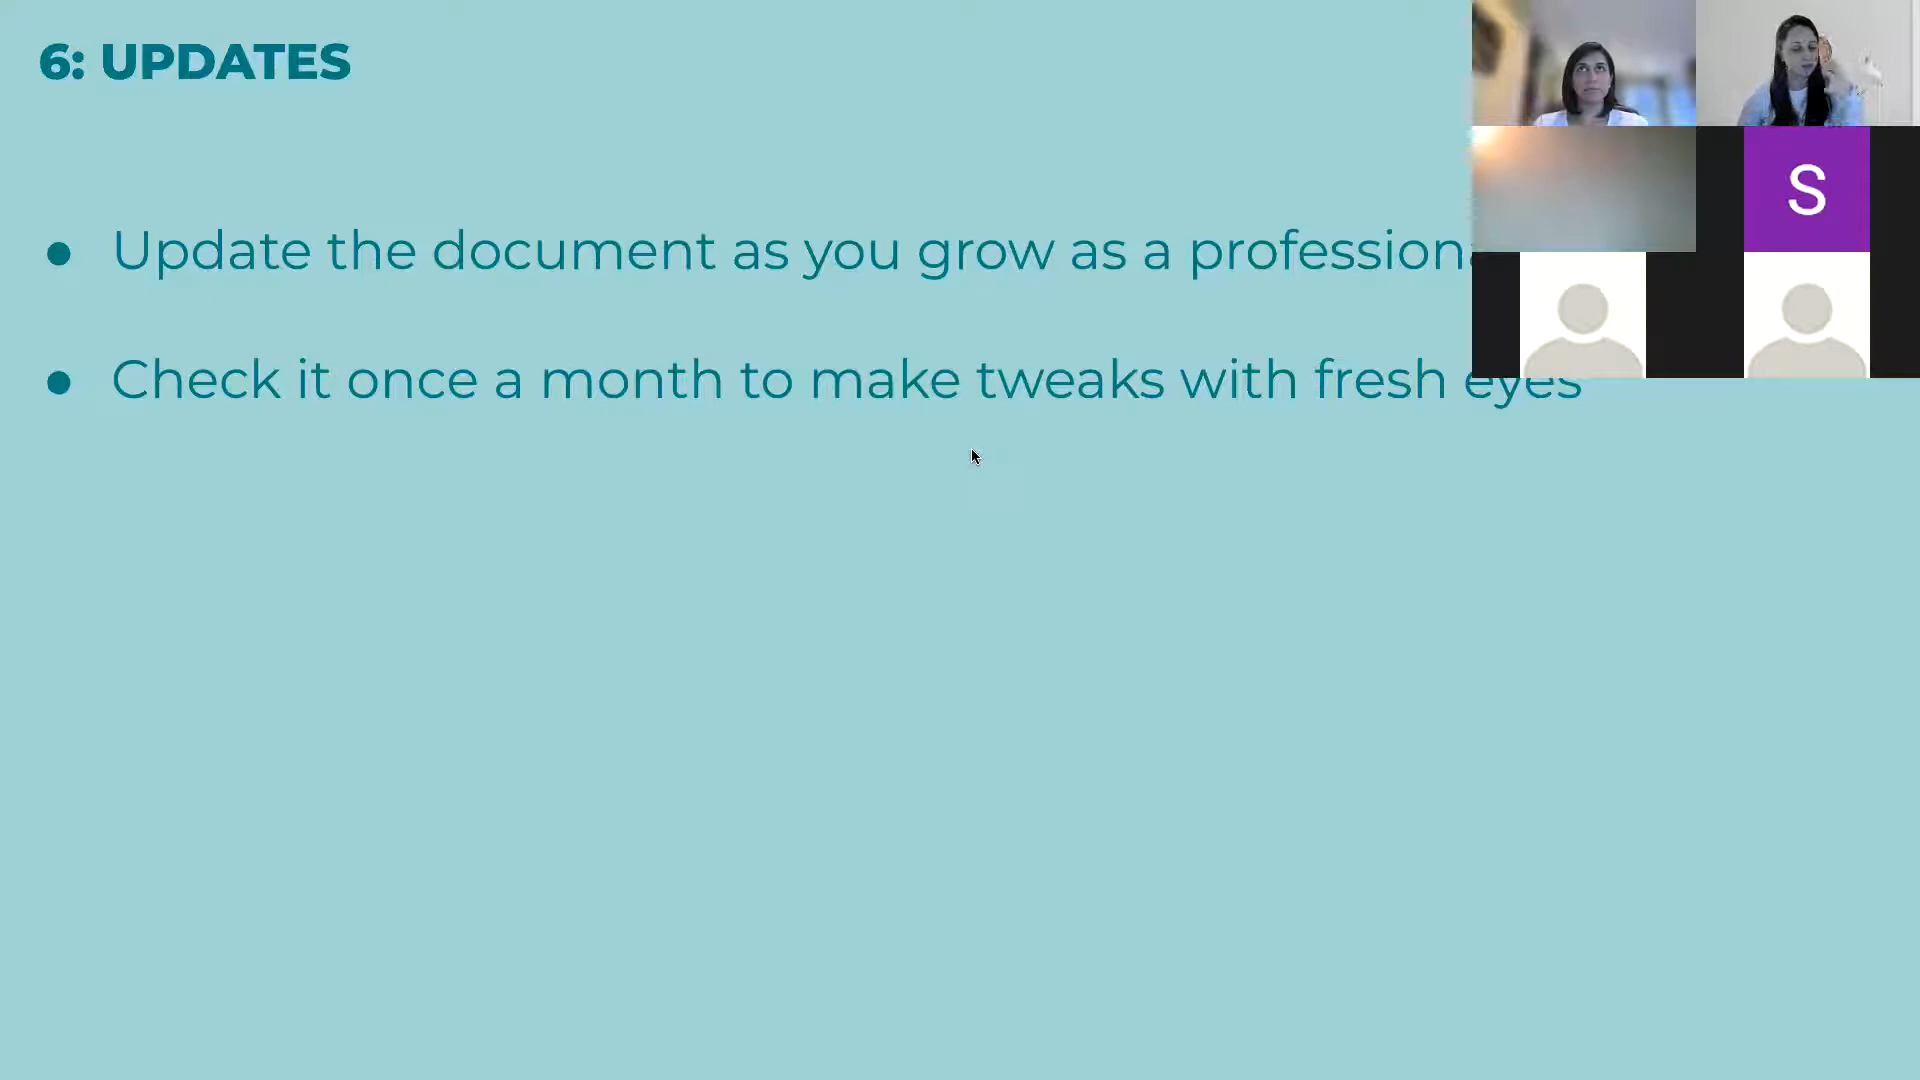 6: UPDATES
● Update the document as you grow as a
● Check it once a month to make tweaks with fresh eyes
S